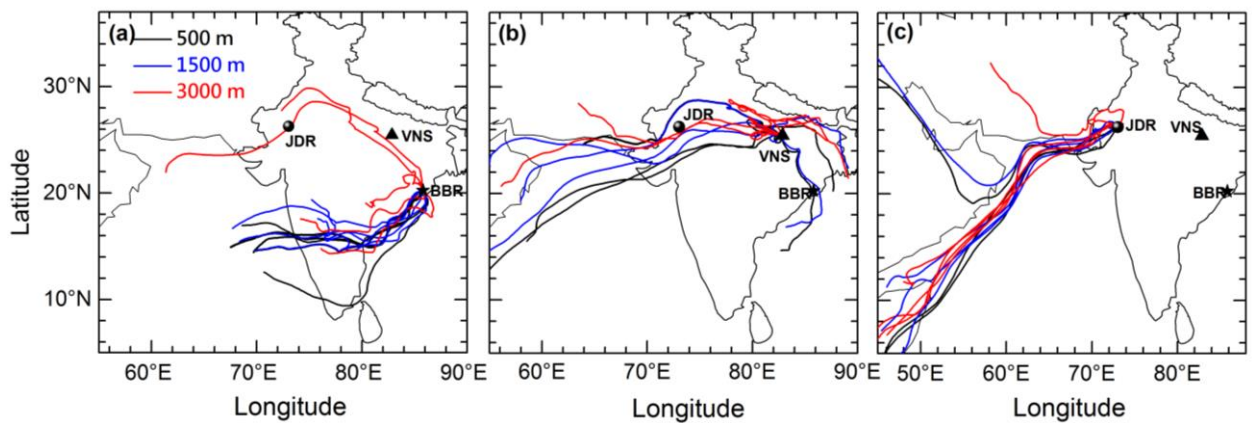 (a)
500 m
1500 m
3000 m
JDR
VNS
BBR
(b)
JDR
VNS
BBR
(c)
JDR
VNS
BBR
30°N
20°N
10°N
Latitude
60°E 70°E 80°E 90°E
60°E 70°E 80°E 90°E
50°E 60°E 70°E 80°E
Longitude
Longitude
Longitude